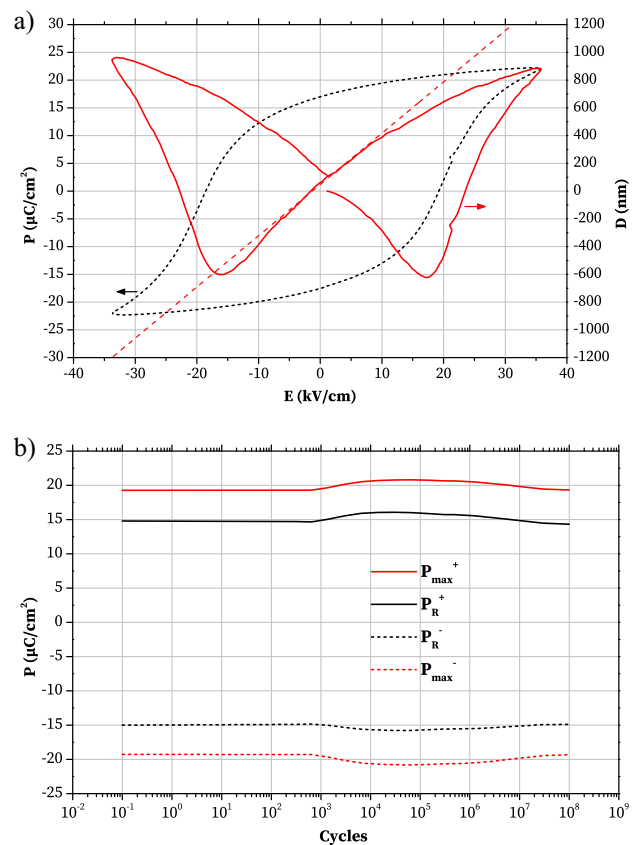 a)
30 25 20 15 10 5 0 -5 -10 -15 -20 -25 -30
P (µC/cm²)
1200 1000 800 600 400 200 0 -200 -400 -600 -800 -1000 -1200
D (nm)
-40 -30 -20 -10 0 10 20 30 40
E (kV/cm)
b)
25 20 15 10 5 0 -5 -10 -15 -20 -25
P (µC/cm²)
Pmax⁺
PR⁺
PR⁻
Pmax⁻
10⁻² 10⁻¹ 10⁰ 10¹ 10² 10³ 10⁴ 10⁵ 10⁶ 10⁷ 10⁸ 10⁹
Cycles